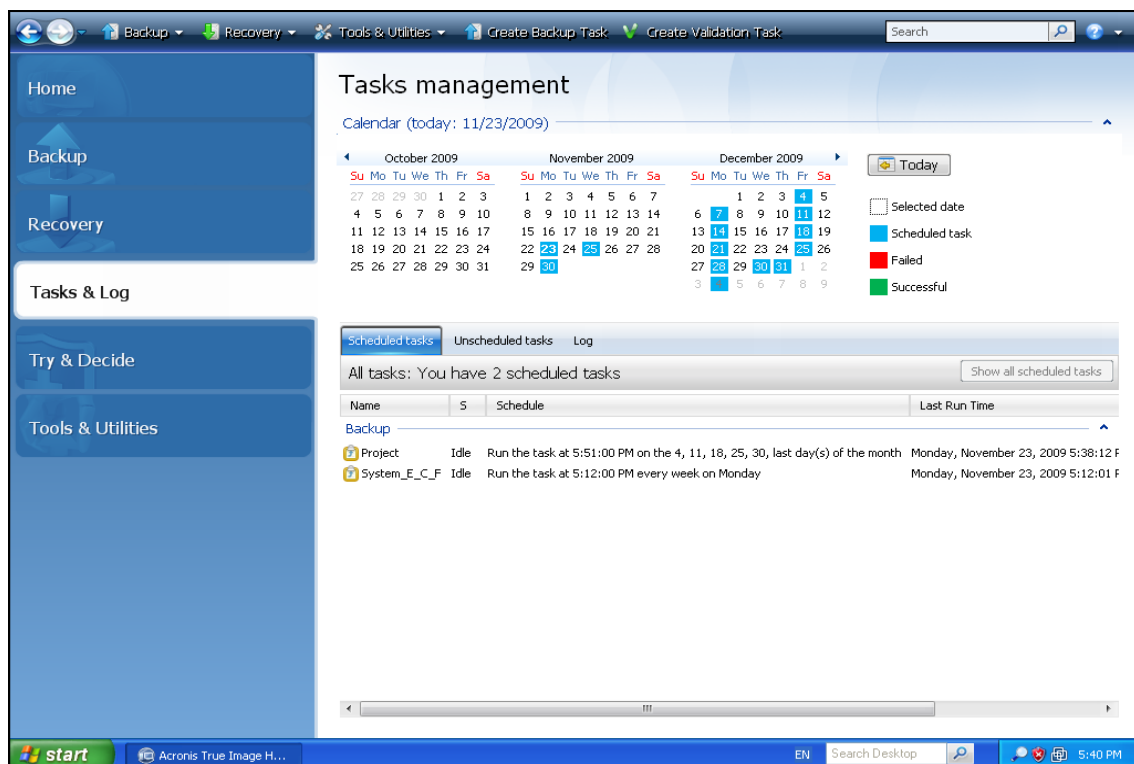 Backup Recovery Tools & Utilities Create Backup Task Create Validation Task Search
Home
Backup
Recovery
Tasks & Log
Try & Decide
Tools & Utilities
Tasks management
Calendar (today: 11/23/2009)
October 2009
Su Mo Tu We Th Fr Sa
27 28 29 30 1 2 3
4 5 6 7 8 9 10
11 12 13 14 15 16 17
18 19 20 21 22 23 24
25 26 27 28 29 30 31
November 2009
Su Mo Tu We Th Fr Sa
1 2 3 4 5 6 7
8 9 10 11 12 13 14
15 16 17 18 19 20 21
22 23 24 25 26 27 28
29 30
December 2009
Su Mo Tu We Th Fr Sa
1 2 3 4 5
6 7 8 9 10 11 12
13 14 15 16 17 18 19
20 21 22 23 24 25 26
27 28 29 30 31 1 2
3 4 5 6 7 8 9
Today
Selected date
Scheduled task
Failed
Successful
Scheduled tasks Unscheduled tasks Log
All tasks: You have 2 scheduled tasks Show all scheduled tasks
Name S Schedule Last Run Time
Backup
Project Idle Run the task at 5:51:00 PM on the 4, 11, 18, 25, 30, last day(s) of the month Monday, November 23, 2009 5:38:12 P
System_E_C_F Idle Run the task at 5:12:00 PM every week on Monday Monday, November 23, 2009 5:12:01 P
start Acronis True Image H... EN Search Desktop 5:40 PM